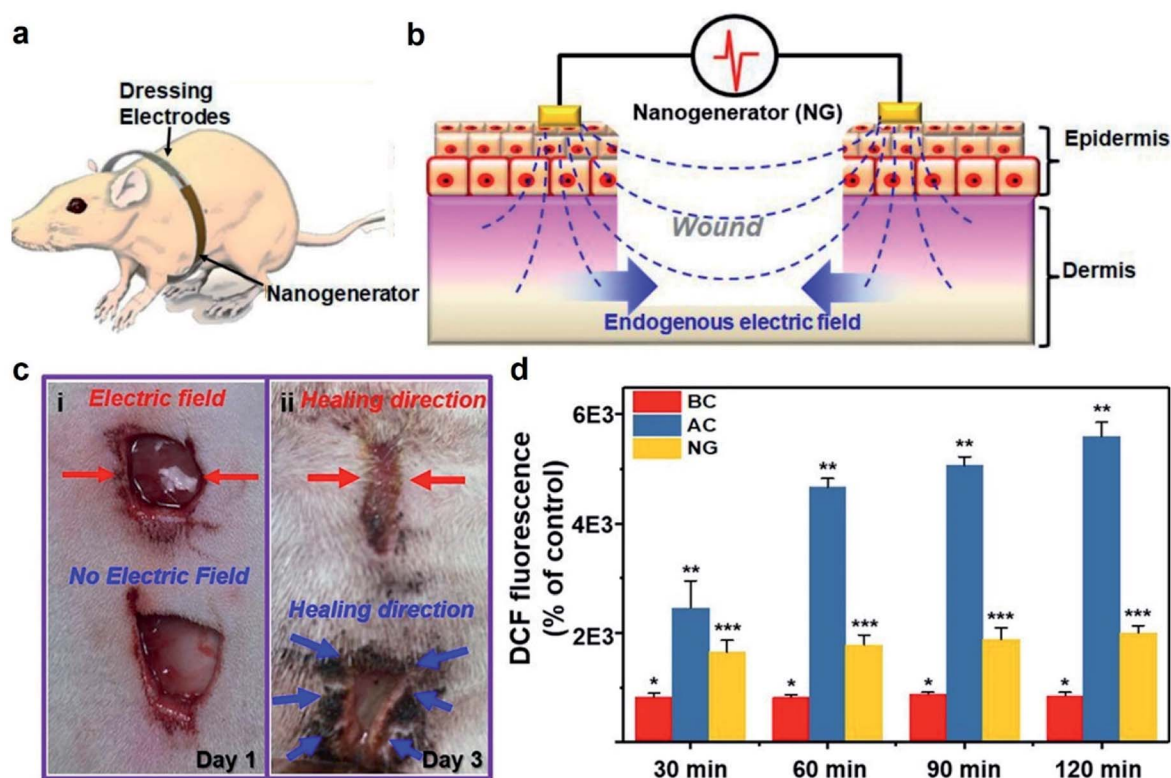 a
Dressing
Electrodes
Nanogenerator
b
Nanogenerator (NG)
Epidermis
Wound
Dermis
Endogenous electric field
c
i
Electric field
No Electric Field
Day 1
ii
Healing direction
Healing direction
Day 3
d
DCF fluorescence
(% of control)
6E3
4E3
2E3
BC
AC
NG
*
**
***
*
**
***
*
**
***
*
**
***
30 min
60 min
90 min
120 min